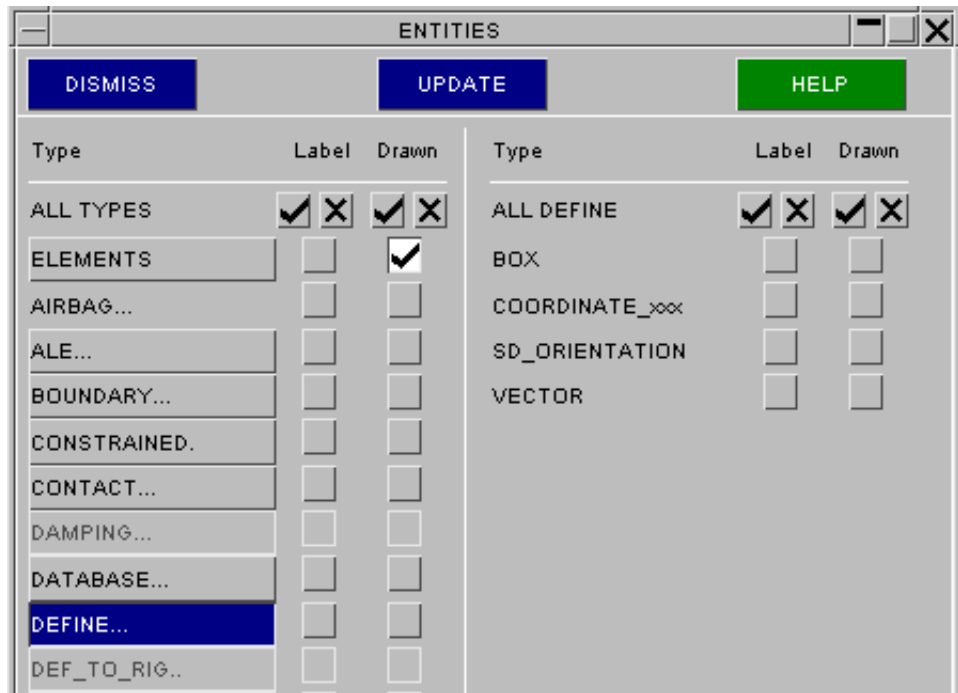 ENTITIES
DISMISS UPDATE HELP
Type Label Drawn
ALL TYPES
ELEMENTS
AIRBAG...
ALE...
BOUNDARY...
CONSTRAINED.
CONTACT...
DAMPING...
DATABASE...
DEFINE...
DEF_TO_RIG..
Type Label Drawn
ALL DEFINE
BOX
COORDINATE_xxx
SD_ORIENTATION
VECTOR